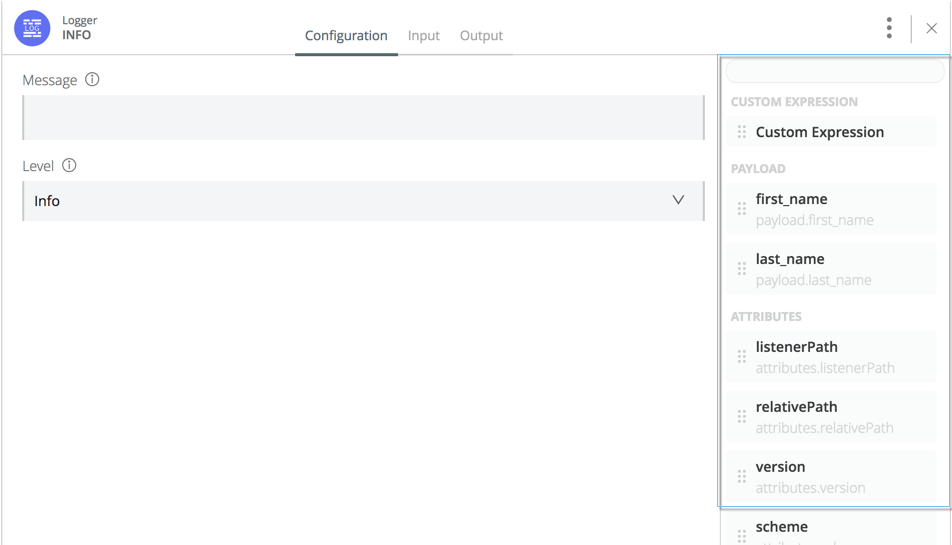 LOG
Logger
INFO
Configuration
Input
Output
Message
Level
Info
CUSTOM EXPRESSION
Custom Expression
PAYLOAD
first_name
payload.first_name
last_name
payload.last_name
ATTRIBUTES
listenerPath
attributes.listenerPath
relativePath
attributes.relativePath
version
attributes.version
scheme